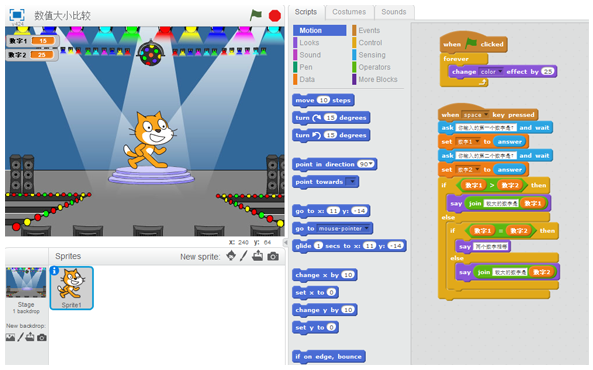 数值大小比较
v424
数字1 15
数字2 25
x: 240 y: 64
Sprites
New sprite:
Sprite1
Stage
1 backdrop
New backdrop:
Scripts Costumes Sounds
Motion
Looks
Sound
Pen
Data
Events
Control
Sensing
Operators
More Blocks
move 10 steps
turn 15 degrees
turn 15 degrees
point in direction 90
point towards
go to x: 11 y: -14
go to mouse-pointer
glide 1 secs to x: 11 y: -14
change x by 10
set x to 0
change y by 10
set y to 0
if on edge, bounce
when clicked
forever
change color effect by 25
when space key pressed
ask 你输入的第一个数字是? and wait
set 数字1 to answer
ask 你输入的第二个数字是? and wait
set 数字2 to answer
if 数字1 > 数字2 then
say join 较大的数字是 数字1
else
if 数字1 = 数字2 then
say 两个数字相等
else
say join 较大的数字是 数字2